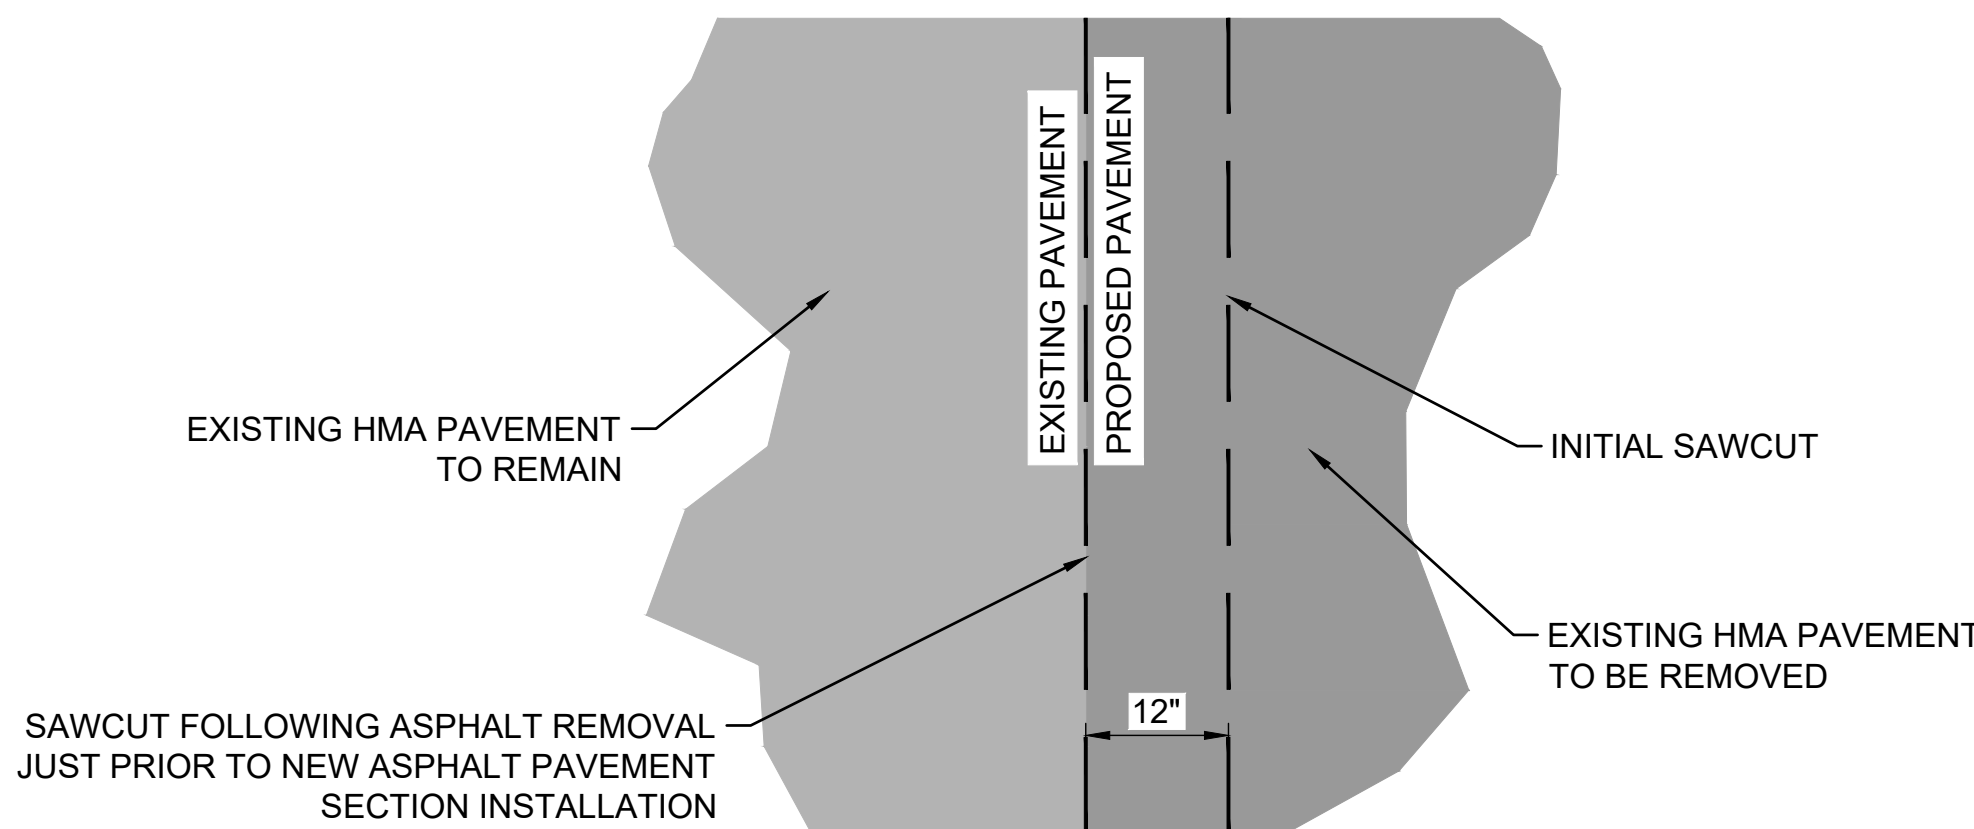 EXISTING PAVEMENT
PROPOSED PAVEMENT
EXISTING HMA PAVEMENT
TO REMAIN
INITIAL SAWCUT
EXISTING HMA PAVEMENT
TO BE REMOVED
12"
SAWCUT FOLLOWING ASPHALT REMOVAL
JUST PRIOR TO NEW ASPHALT PAVEMENT
SECTION INSTALLATION